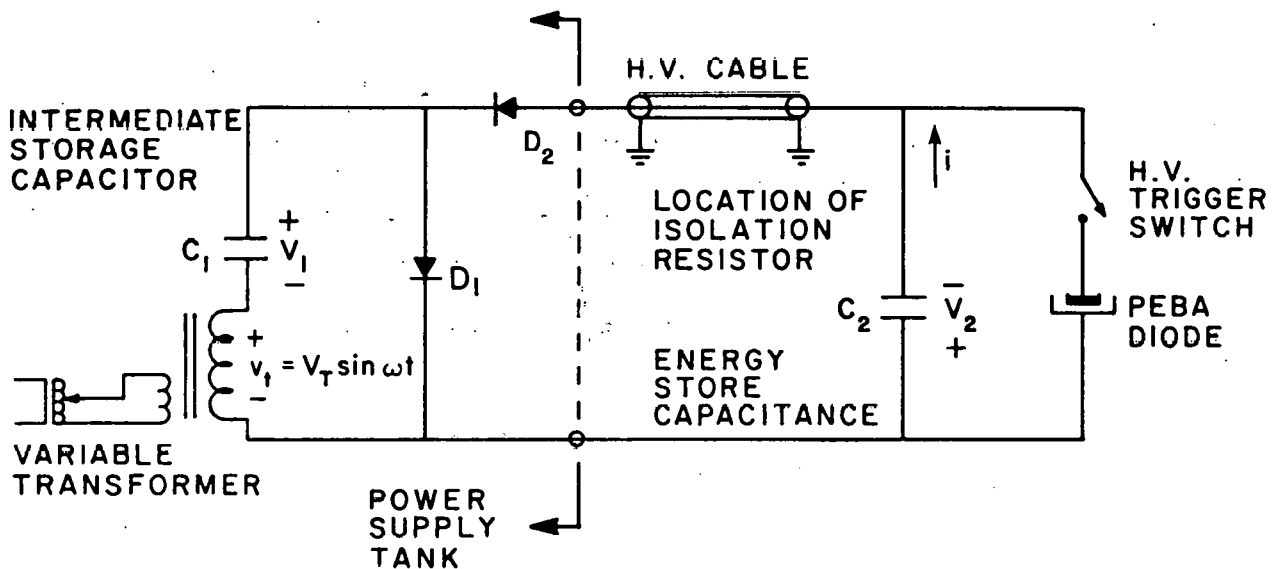 H.V. CABLE
INTERMEDIATE
STORAGE
CAPACITOR
D₂
i
H.V.
TRIGGER
SWITCH
LOCATION OF
ISOLATION
RESISTOR
+
C₁ V₁
–
D₁
C₂ V₂
– +
PEBA
DIODE
+
vₜ = V_T sin ωt
–
ENERGY
STORE
CAPACITANCE
VARIABLE
TRANSFORMER
POWER
SUPPLY
TANK